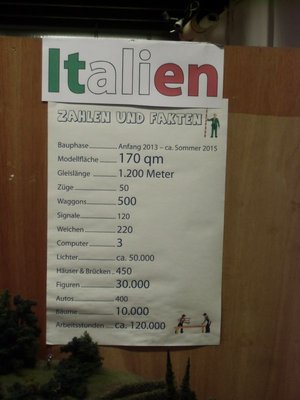 Italien
ZAHLEN UND FAKTEN
Bauphase Anfang 2013 – ca. Sommer 2015
Modellfläche 170 qm
Gleislänge 1.200 Meter
Züge 50
Waggons 500
Signale 120
Weichen 220
Computer 3
Lichter ca. 50.000
Häuser & Brücken 450
Figuren 30.000
Autos 400
Bäume 10.000
Arbeitsstunden ca. 120.000